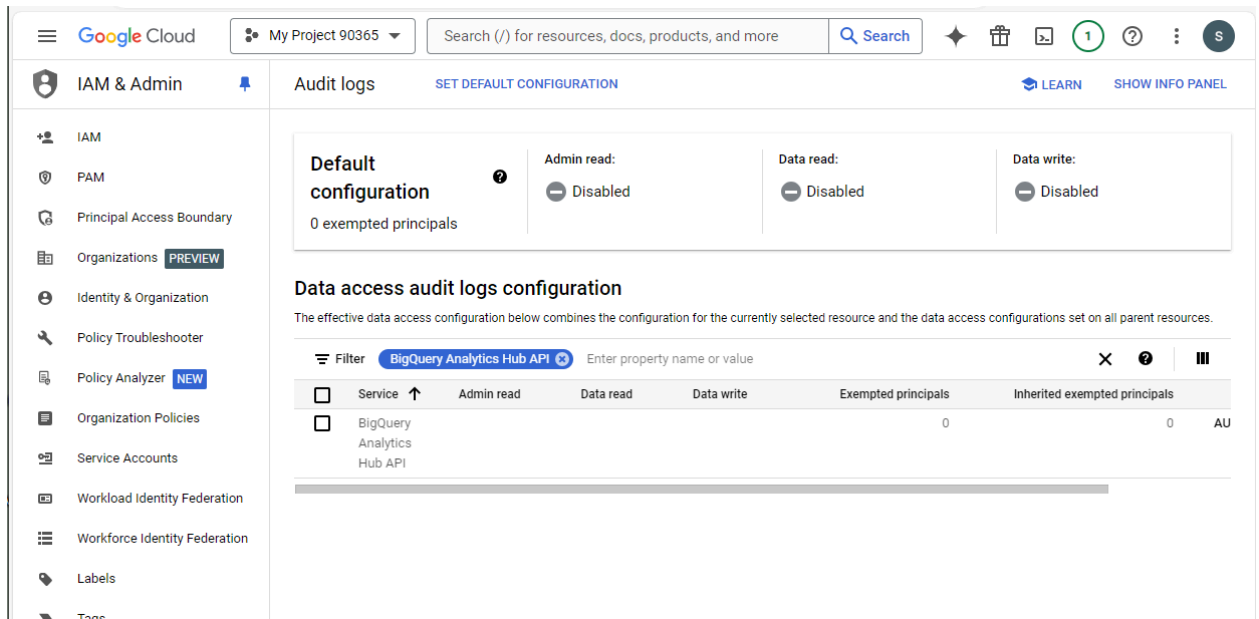 Google Cloud
My Project 90365
Search (/) for resources, docs, products, and more
Search
1
S
IAM & Admin
Audit logs
SET DEFAULT CONFIGURATION
LEARN
SHOW INFO PANEL
IAM
PAM
Principal Access Boundary
Organizations PREVIEW
Identity & Organization
Policy Troubleshooter
Policy Analyzer NEW
Organization Policies
Service Accounts
Workload Identity Federation
Workforce Identity Federation
Labels
Tags
Default
configuration
0 exempted principals
Admin read:
Disabled
Data read:
Disabled
Data write:
Disabled
Data access audit logs configuration
The effective data access configuration below combines the configuration for the currently selected resource and the data access configurations set on all parent resources.
Filter BigQuery Analytics Hub API Enter property name or value
Service Admin read Data read Data write Exempted principals Inherited exempted principals
BigQuery
Analytics
Hub API
0 0 AU